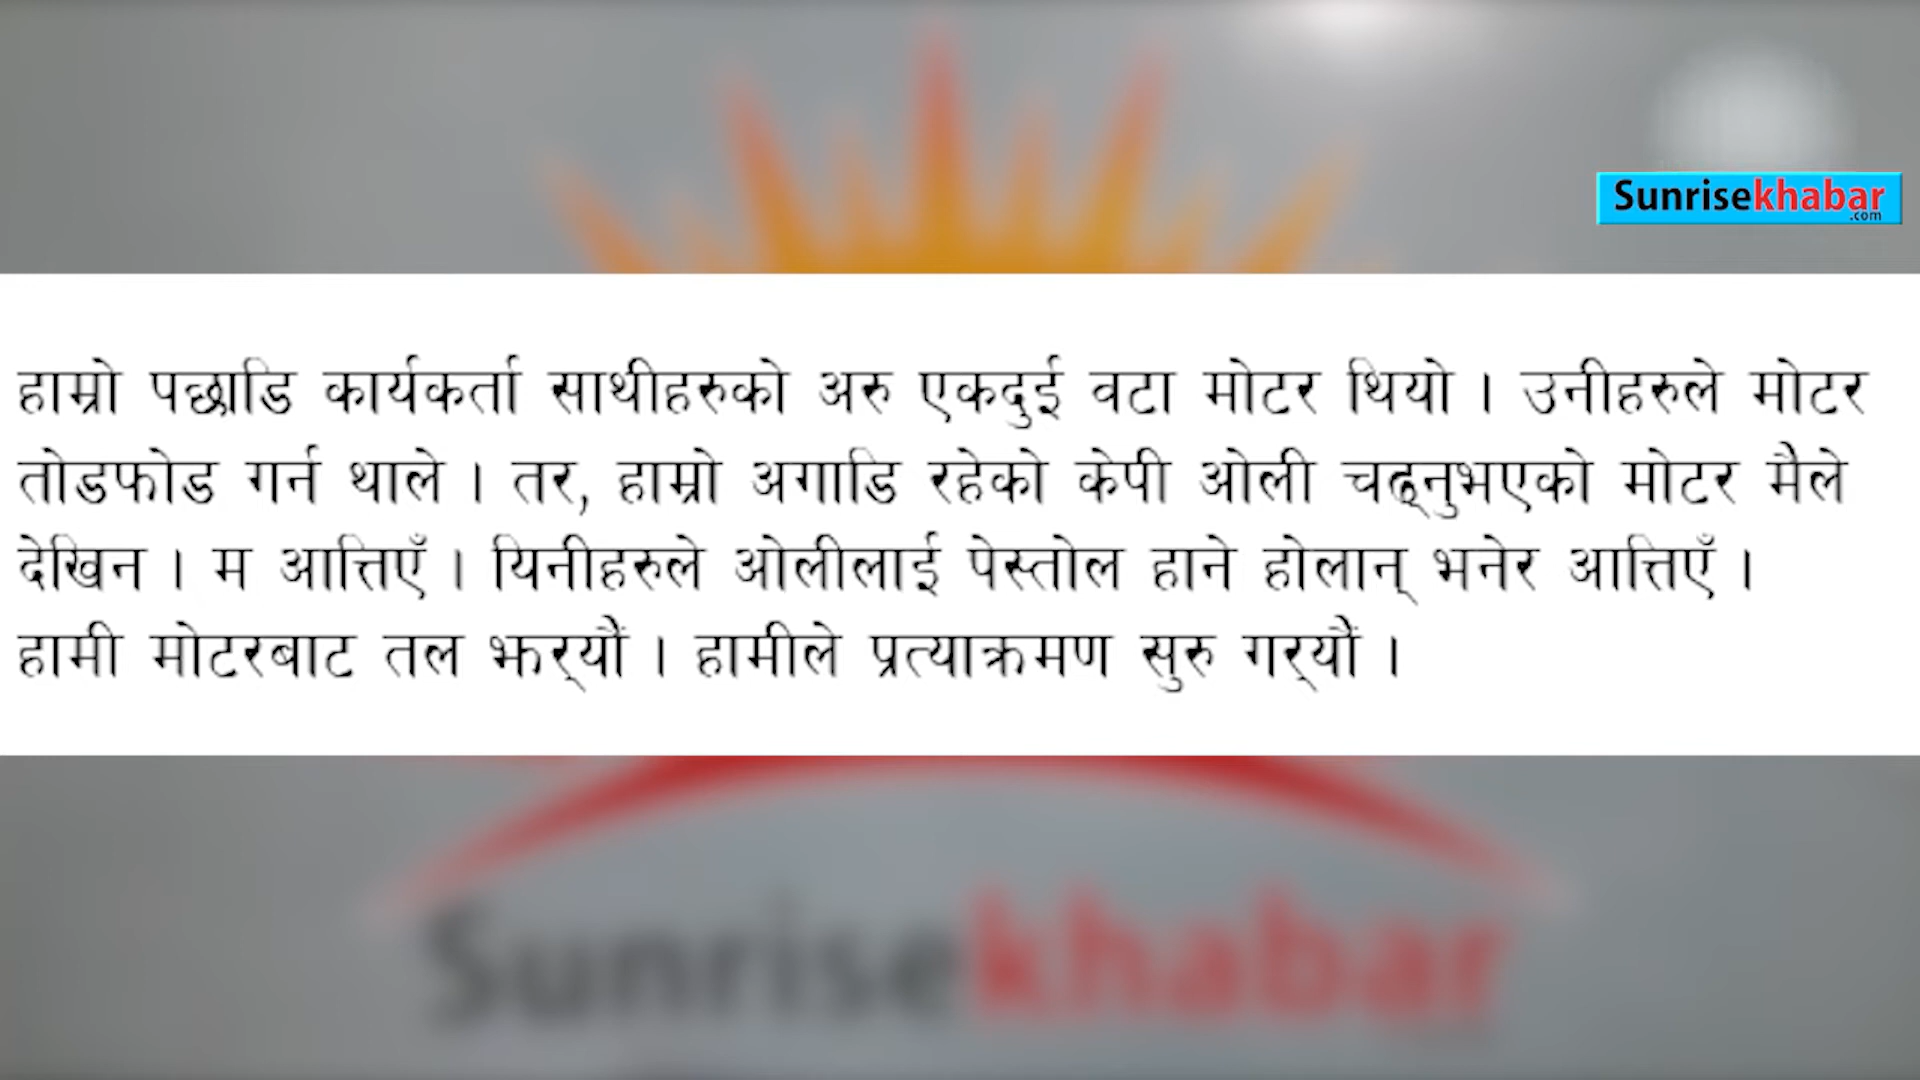 Sunrisekhabar
.com
हाम्रो पछाडि कार्यकर्ता साथीहरुको अरु एकदुई वटा मोटर थियो । उनीहरुले मोटर
तोडफोड गर्न थाले । तर, हाम्रो अगाडि रहेको केपी ओली चढ्नुभएको मोटर मैले
देखिन । म आत्तिएँ । यिनीहरुले ओलीलाई पेस्तोल हाने होलान् भनेर आत्तिएँ ।
हामी मोटरबाट तल झर्‍यौं । हामीले प्रत्याक्रमण सुरु गर्‍यौं ।
Sunrisekhabar